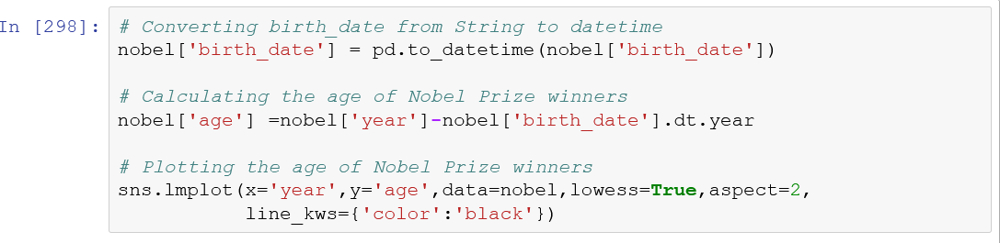 In [298]: # Converting birth_date from String to datetime
nobel['birth_date'] = pd.to_datetime(nobel['birth_date'])
# Calculating the age of Nobel Prize winners
nobel['age'] =nobel['year']-nobel['birth_date'].dt.year
# Plotting the age of Nobel Prize winners
sns.lmplot(x='year',y='age',data=nobel,lowess=True,aspect=2,
line_kws={'color':'black'})